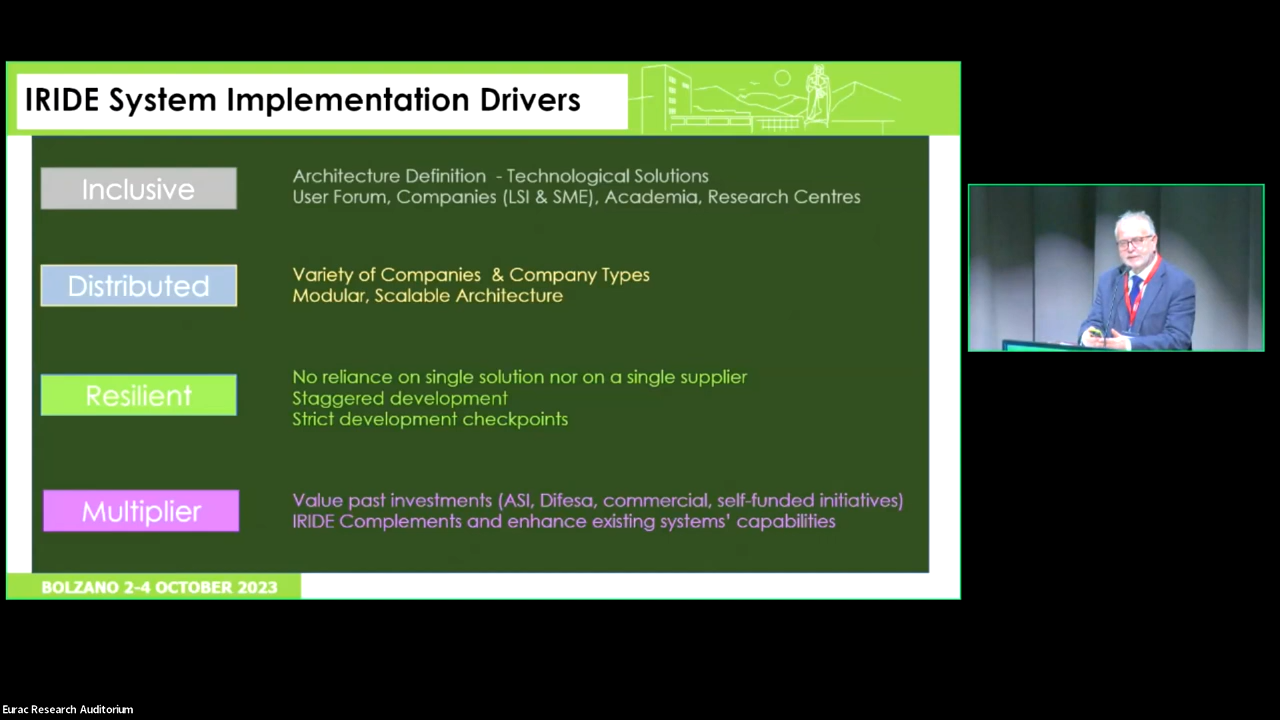 IRIDE System Implementation Drivers
Inclusive
Architecture Definition - Technological Solutions
User Forum, Companies (LSI & SME), Academia, Research Centres
Distributed
Variety of Companies & Company Types
Modular, Scalable Architecture
Resilient
No reliance on single solution nor on a single supplier
Staggered development
Strict development checkpoints
Multiplier
Value past investments (ASI, Difesa, commercial, self-funded initiatives)
IRIDE Complements and enhance existing systems' capabilities
BOLZANO 2-4 OCTOBER 2023
Eurac Research Auditorium